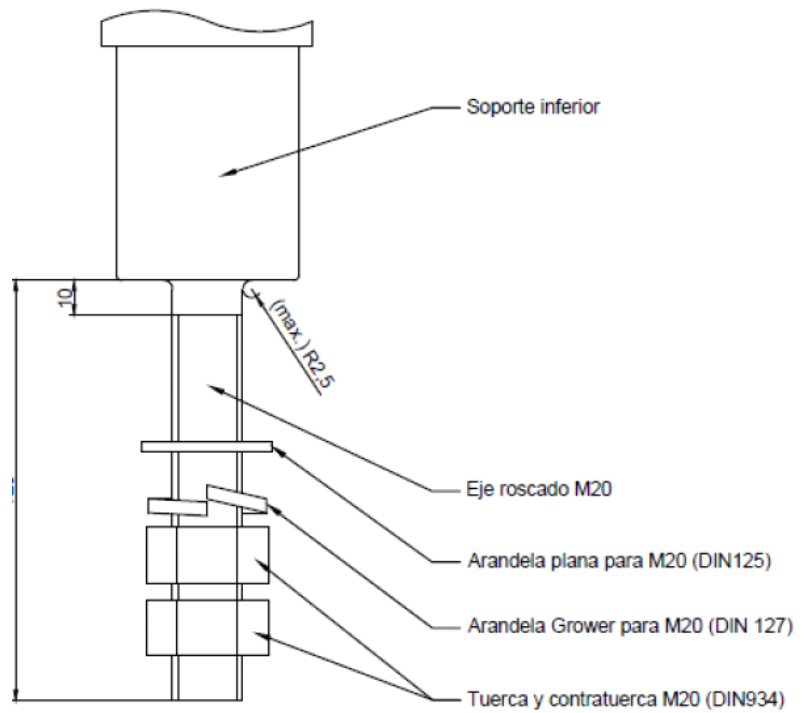 Soporte inferior
10
(max.) R2,5
Eje roscado M20
Arandela plana para M20 (DIN125)
Arandela Grower para M20 (DIN 127)
Tuerca y contratuerca M20 (DIN934)